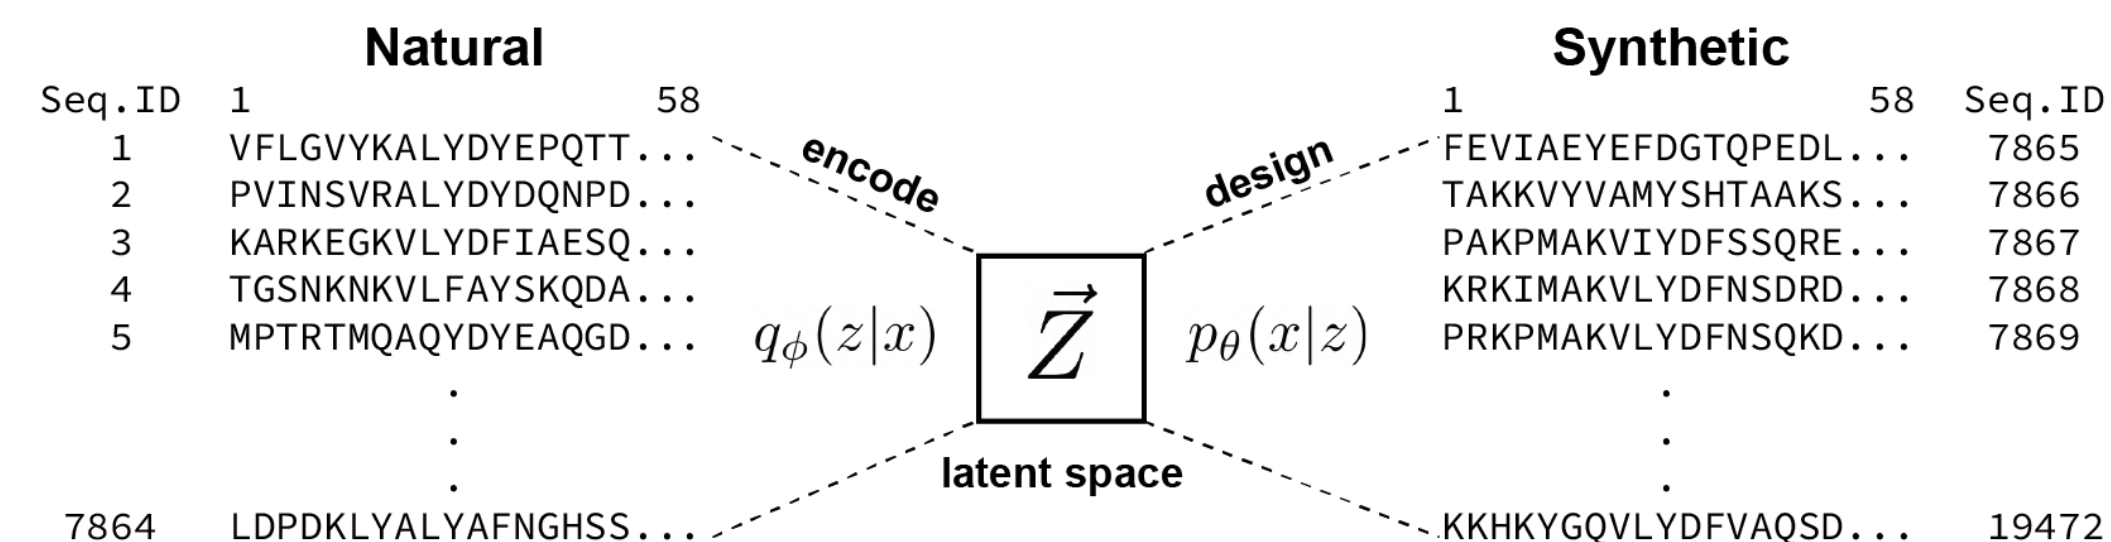 Natural
Seq.ID 1 58
1 VFLGVYKALYDYEPQTT...
2 PVINSVRALYDYDQNPD...
3 KARKEGKVLYDFIAESQ...
4 TGSNKNKVLFAYSKQDA...
5 MPTRTMQAQYDYEAQGD...
.
.
.
7864 LDPDKLYALYAFNGHSS...
encode
qϕ(z|x)
Z⃗
latent space
design
pθ(x|z)
Synthetic
1 58 Seq.ID
FEVIAEYEFDGTQPEDL... 7865
TAKKVYVAMYSHTAAKS... 7866
PAKPMAKVIYDFSSQRE... 7867
KRKIMAKVLYDFNSDRD... 7868
PRKPMAKVLYDFNSQKD... 7869
.
.
.
KKHKYGQVLYDFVAQSD... 19472